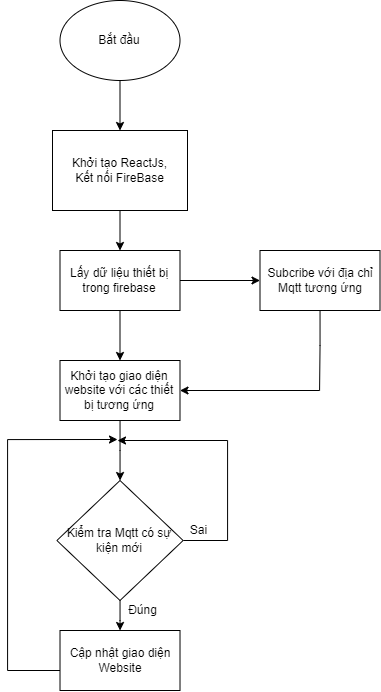 Bắt đầu
Khởi tạo ReactJs,
Kết nối FireBase
Lấy dữ liệu thiết bị
trong firebase
Subcribe với địa chỉ
Mqtt tương ứng
Khởi tạo giao diện
website với các thiết
bị tương ứng
Kiểm tra Mqtt có sự
kiện mới
Sai
Đúng
Cập nhật giao diện
Website